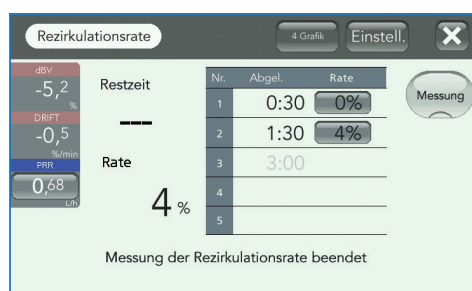 Rezirkulationsrate 4 Grafik Einstell. X
dBV
-5,2
%
DRIFT
-0,5
%/min
PRR
0,68
L/h
Restzeit
---
Rate
4 %
Nr. Abgel. Rate
1 0:30 0%
2 1:30 4%
3 3:00
4
5
Messung
Messung der Rezirkulationsrate beendet